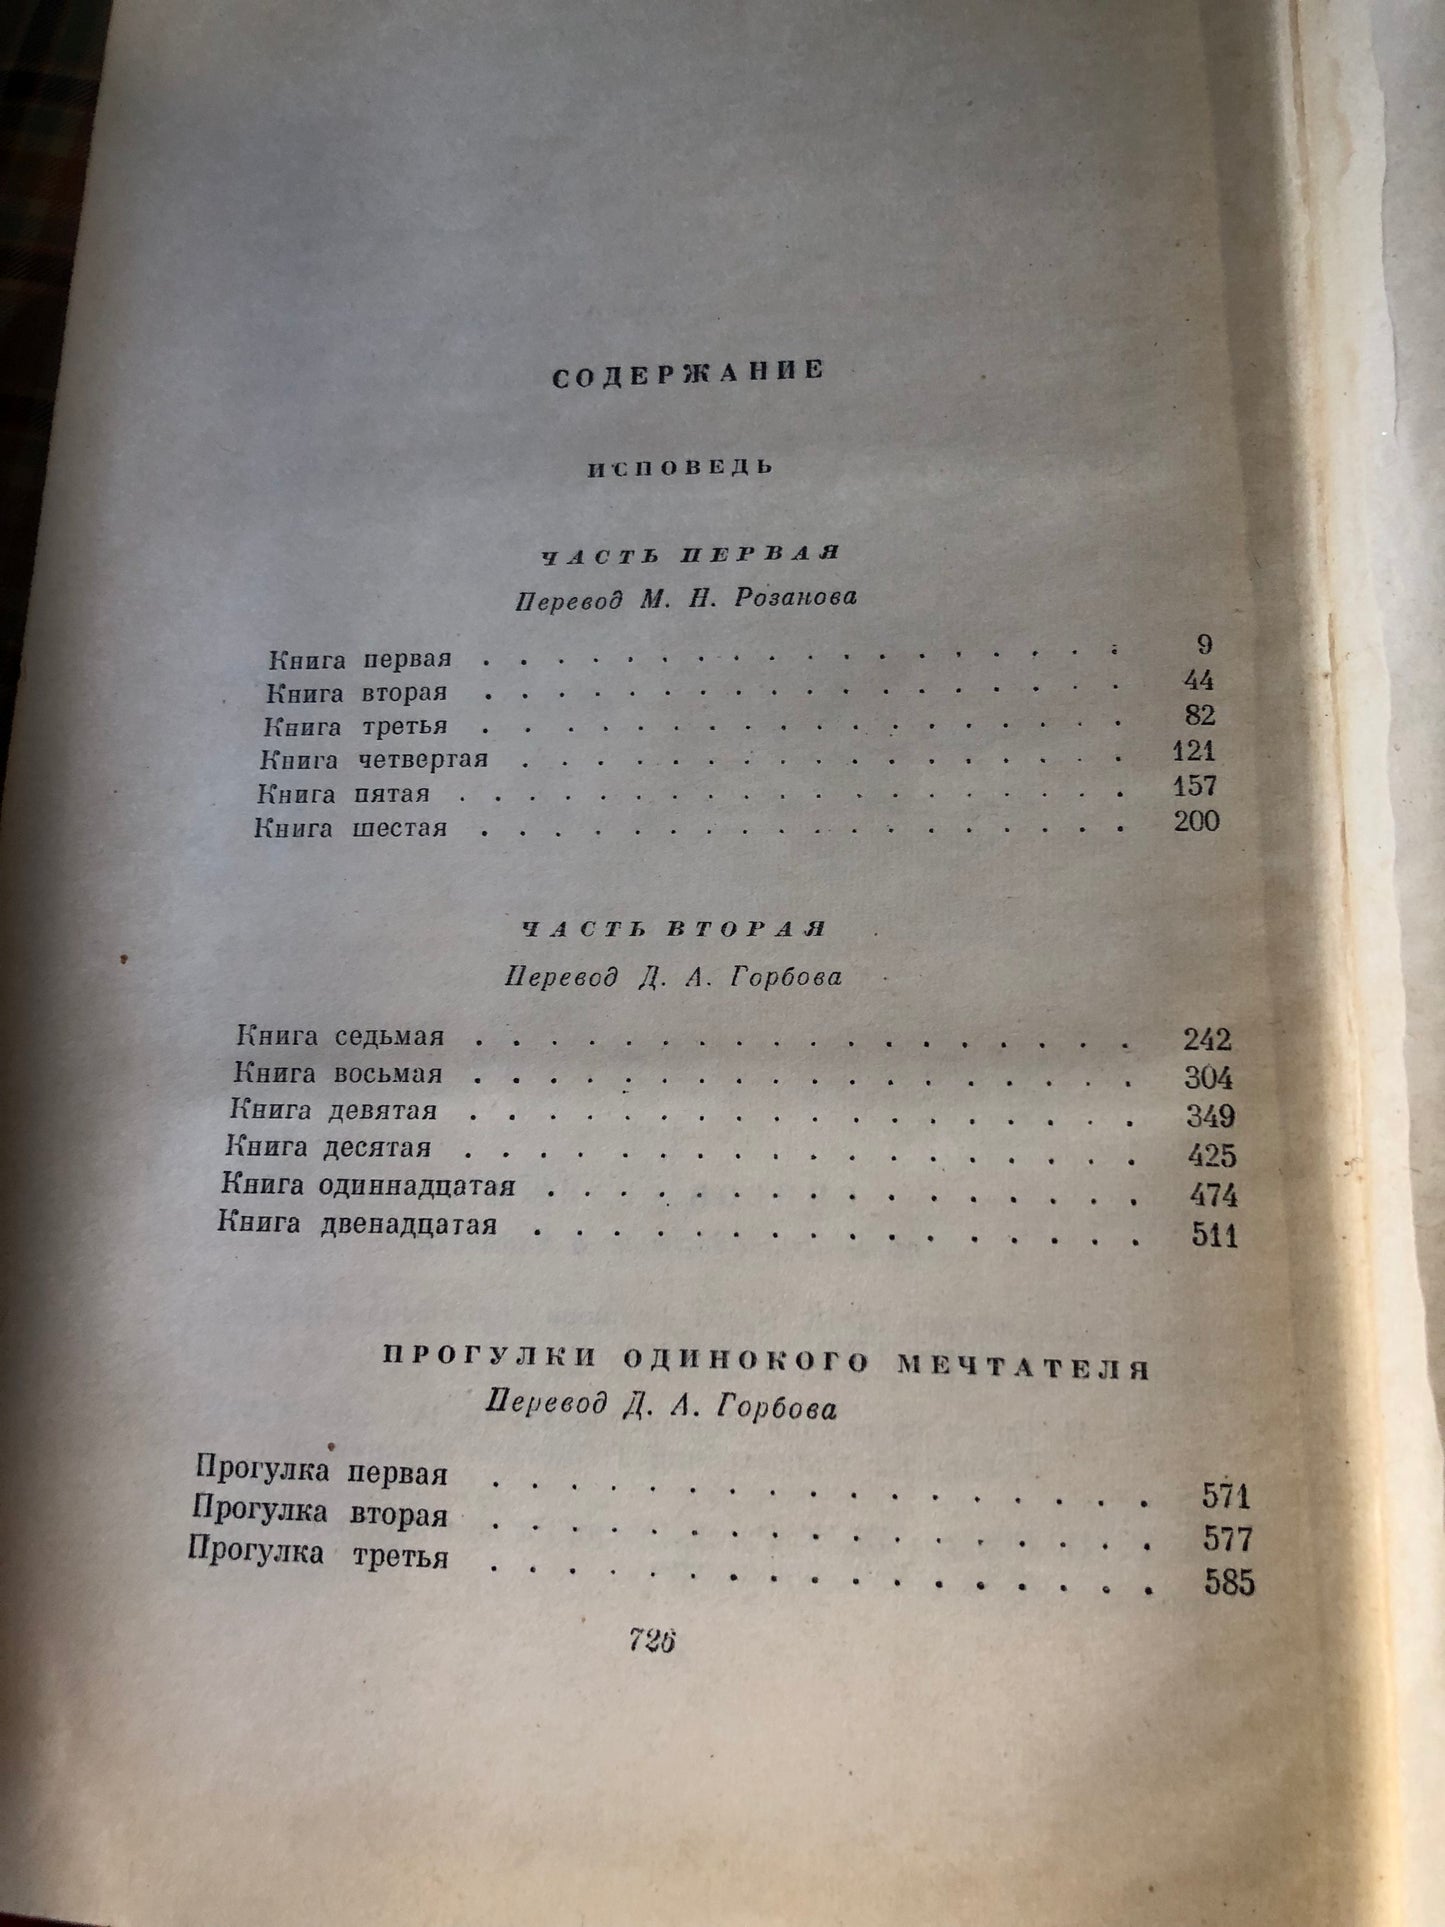 СОДЕРЖАНИЕ
ИСПОВЕДЬ
ЧАСТЬ ПЕРВАЯ
Перевод М. Н. Розанова
Книга первая . . . . . . . . . . . . . . . . . . 9
Книга вторая . . . . . . . . . . . . . . . . . . 44
Книга третья . . . . . . . . . . . . . . . . . . 82
Книга четвертая . . . . . . . . . . . . . . . . . 121
Книга пятая . . . . . . . . . . . . . . . . . . . 157
Книга шестая . . . . . . . . . . . . . . . . . . 200
ЧАСТЬ ВТОРАЯ
Перевод Д. А. Горбова
Книга седьмая . . . . . . . . . . . . . . . . . . 242
Книга восьмая . . . . . . . . . . . . . . . . . . 304
Книга девятая . . . . . . . . . . . . . . . . . . 349
Книга десятая . . . . . . . . . . . . . . . . . . 425
Книга одиннадцатая . . . . . . . . . . . . . . . . 474
Книга двенадцатая . . . . . . . . . . . . . . . . 511
ПРОГУЛКИ ОДИНОКОГО МЕЧТАТЕЛЯ
Перевод Д. А. Горбова
Прогулка первая . . . . . . . . . . . . . . . . . 571
Прогулка вторая . . . . . . . . . . . . . . . . . 577
Прогулка третья . . . . . . . . . . . . . . . . . 585
726